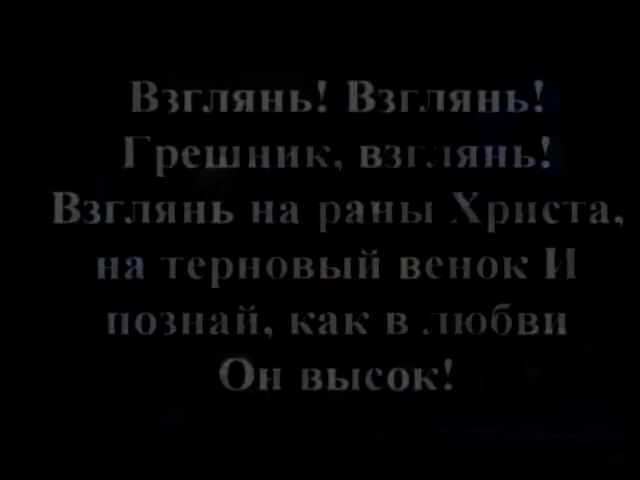 Взглянь! Взглянь!
Грешник, взглянь!
Взглянь на раны Христа,
на терновый венок И
познай, как в любви
Он высок!